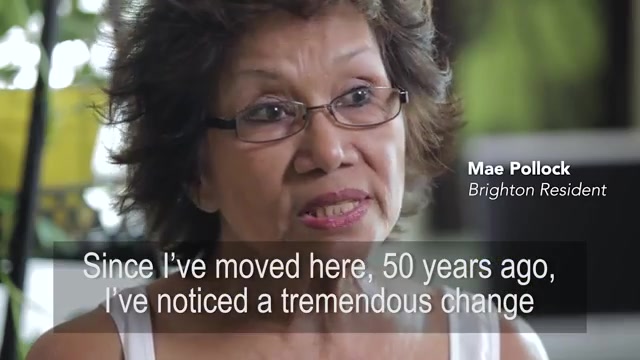 Mae Pollock
Brighton Resident
Since I've moved here, 50 years ago,
I've noticed a tremendous change